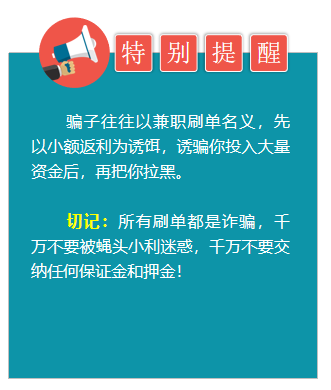 特别提醒
骗子往往以兼职刷单名义，先
以小额返利为诱饵，诱骗你投入大量
资金后，再把你拉黑。
切记：所有刷单都是诈骗，千
万不要被蝇头小利迷惑，千万不要交
纳任何保证金和押金！